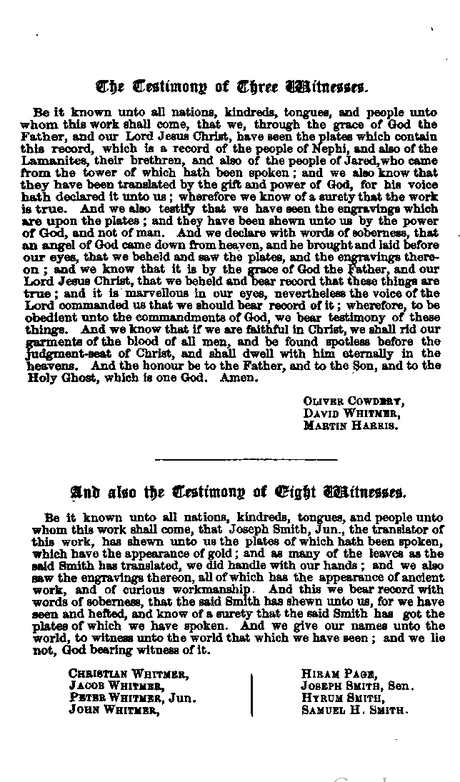 The Testimony of Three Witnesses.
Be it known unto all nations, kindreds, tongues, and people unto
whom this work shall come, that we, through the grace of God the
Father, and our Lord Jesus Christ, have seen the plates which contain
this record, which is a record of the people of Nephi, and also of the
Lamanites, their brethren, and also of the people of Jared, who came
from the tower of which hath been spoken; and we also know that
they have been translated by the gift and power of God, for his voice
hath declared it unto us; wherefore we know of a surety that the work
is true. And we also testify that we have seen the engravings which
are upon the plates; and they have been shewn unto us by the power
of God, and not of man. And we declare with words of soberness, that
an angel of God came down from heaven, and he brought and laid before
our eyes, that we beheld and saw the plates, and the engravings there-
on; and we know that it is by the grace of God the Father, and our
Lord Jesus Christ, that we beheld and bear record that these things are
true; and it is marvellous in our eyes, nevertheless the voice of the
Lord commanded us that we should bear record of it; wherefore, to be
obedient unto the commandments of God, we bear testimony of these
things. And we know that if we are faithful in Christ, we shall rid our
garments of the blood of all men, and be found spotless before the
judgment-seat of Christ, and shall dwell with him eternally in the
heavens. And the honour be to the Father, and to the Son, and to the
Holy Ghost, which is one God. Amen.
OLIVER COWDERY,
DAVID WHITMER,
MARTIN HARRIS.
And also the Testimony of Eight Witnesses.
Be it known unto all nations, kindreds, tongues, and people unto
whom this work shall come, that Joseph Smith, Jun., the translator of
this work, has shewn unto us the plates of which hath been spoken,
which have the appearance of gold; and as many of the leaves as the
said Smith has translated, we did handle with our hands; and we also
saw the engravings thereon, all of which has the appearance of ancient
work, and of curious workmanship. And this we bear record with
words of soberness, that the said Smith has shewn unto us, for we have
seen and hefted, and know of a surety that the said Smith has got the
plates of which we have spoken. And we give our names unto the
world, to witness unto the world that which we have seen; and we lie
not, God bearing witness of it.
CHRISTIAN WHITMER,
JACOB WHITMER,
PETER WHITMER, Jun.
JOHN WHITMER,
HIRAM PAGE,
JOSEPH SMITH, Sen.
HYRUM SMITH,
SAMUEL H. SMITH.